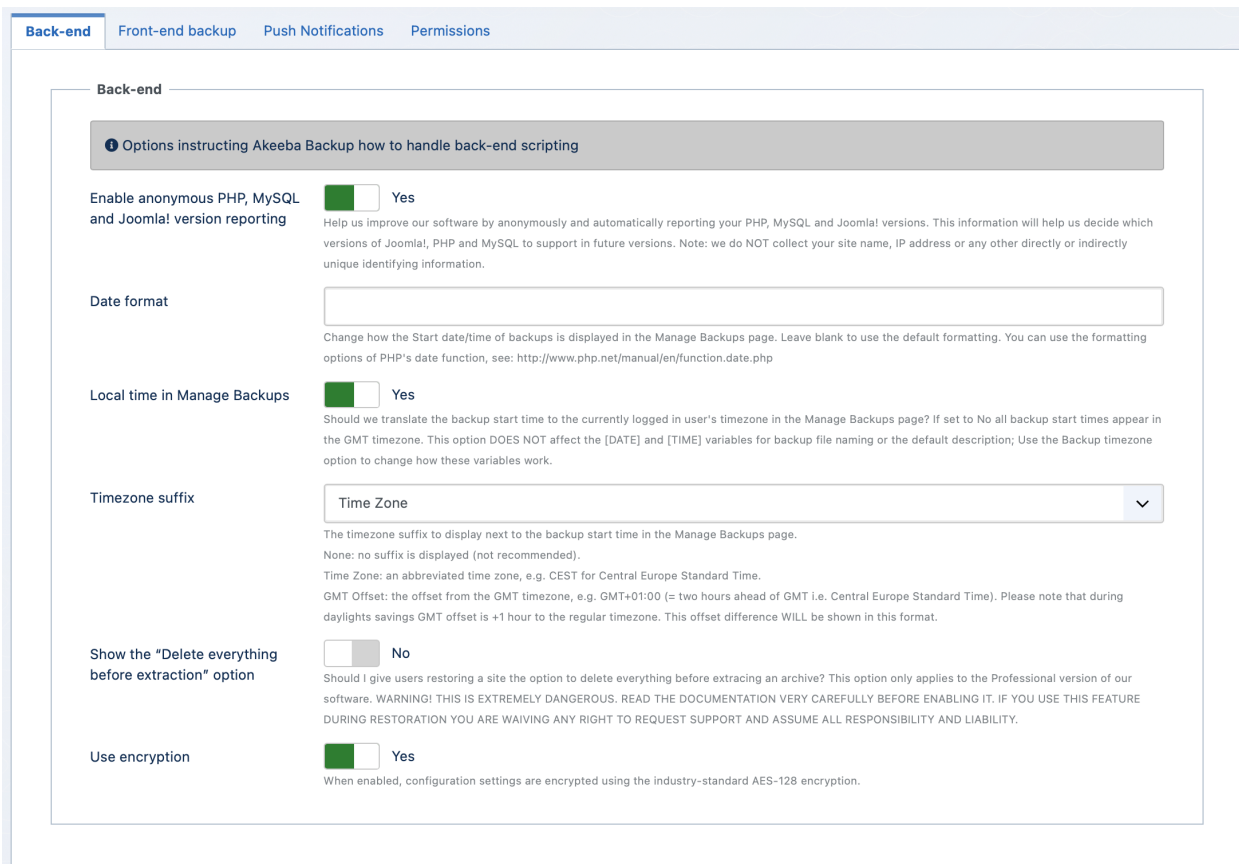 Back-end Front-end backup Push Notifications Permissions
Back-end
Options instructing Akeeba Backup how to handle back-end scripting
Enable anonymous PHP, MySQL
and Joomla! version reporting
Yes
Help us improve our software by anonymously and automatically reporting your PHP, MySQL and Joomla! versions. This information will help us decide which
versions of Joomla!, PHP and MySQL to support in future versions. Note: we do NOT collect your site name, IP address or any other directly or indirectly
unique identifying information.
Date format
Change how the Start date/time of backups is displayed in the Manage Backups page. Leave blank to use the default formatting. You can use the formatting
options of PHP's date function, see: http://www.php.net/manual/en/function.date.php
Local time in Manage Backups
Yes
Should we translate the backup start time to the currently logged in user's timezone in the Manage Backups page? If set to No all backup start times appear in
the GMT timezone. This option DOES NOT affect the [DATE] and [TIME] variables for backup file naming or the default description; Use the Backup timezone
option to change how these variables work.
Timezone suffix
Time Zone
The timezone suffix to display next to the backup start time in the Manage Backups page.
None: no suffix is displayed (not recommended).
Time Zone: an abbreviated time zone, e.g. CEST for Central Europe Standard Time.
GMT Offset: the offset from the GMT timezone, e.g. GMT+01:00 (= two hours ahead of GMT i.e. Central Europe Standard Time). Please note that during
daylights savings GMT offset is +1 hour to the regular timezone. This offset difference WILL be shown in this format.
Show the “Delete everything
before extraction” option
No
Should I give users restoring a site the option to delete everything before extracing an archive? This option only applies to the Professional version of our
software. WARNING! THIS IS EXTREMELY DANGEROUS. READ THE DOCUMENTATION VERY CAREFULLY BEFORE ENABLING IT. IF YOU USE THIS FEATURE
DURING RESTORATION YOU ARE WAIVING ANY RIGHT TO REQUEST SUPPORT AND ASSUME ALL RESPONSIBILITY AND LIABILITY.
Use encryption
Yes
When enabled, configuration settings are encrypted using the industry-standard AES-128 encryption.